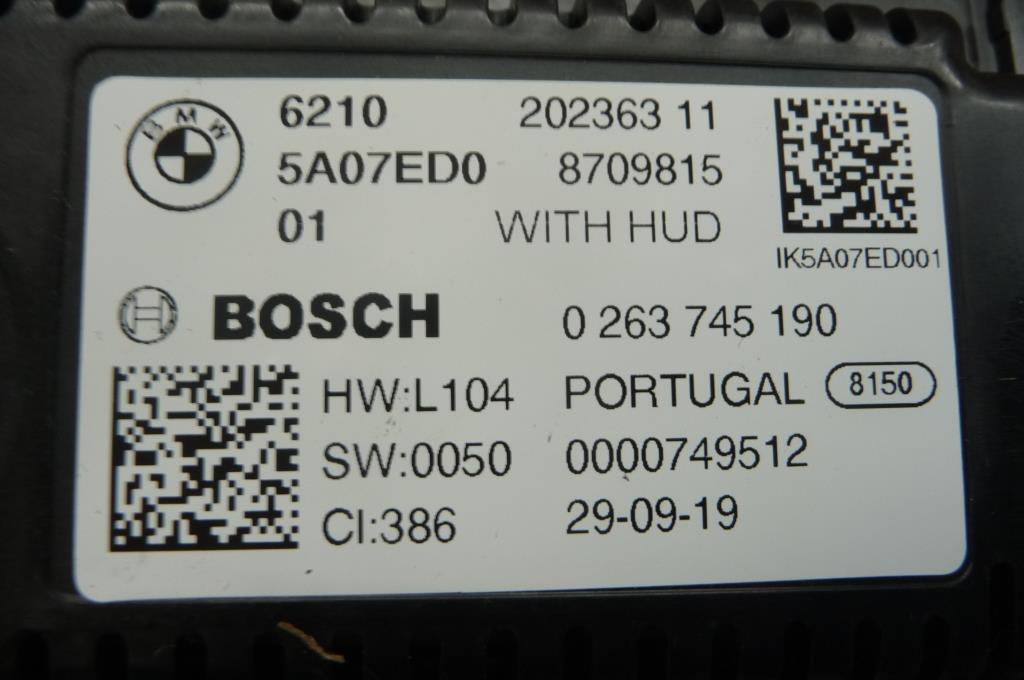 BMW
6210 202363 11
5A07ED0 8709815
01 WITH HUD
IK5A07ED001
BOSCH 0 263 745 190
HW:L104 PORTUGAL 8150
SW:0050 0000749512
CI:386 29-09-19